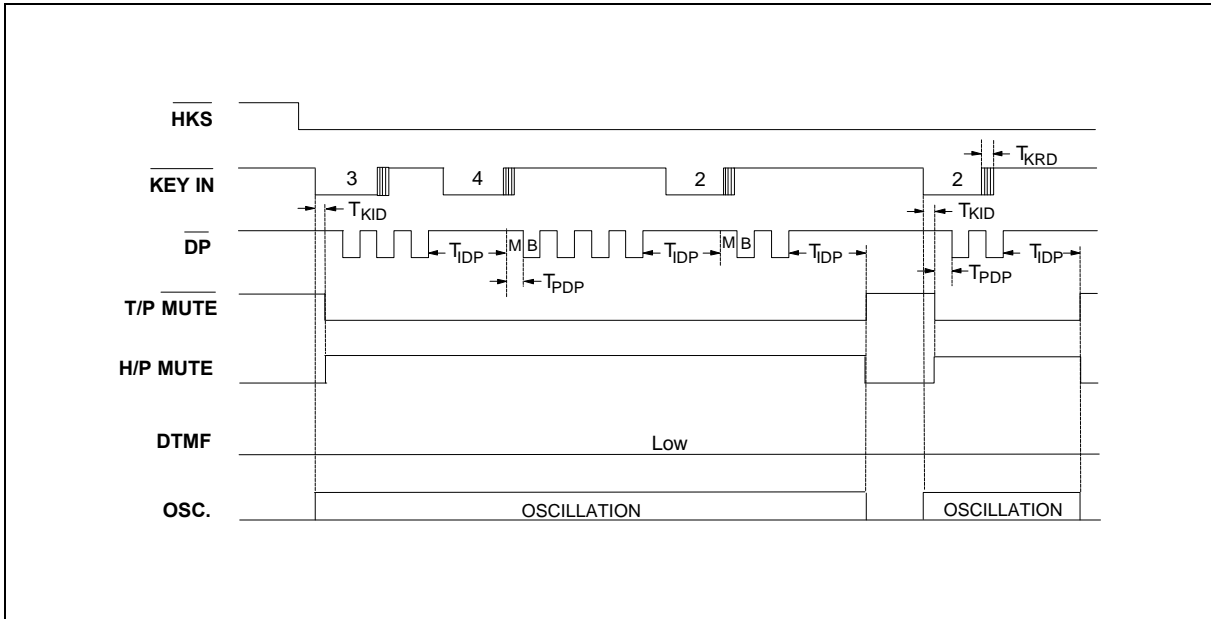 HKS
TKRD
KEY IN
3
4
2
2
TKID
TKID
DP
TIDP
M
B
TIDP
M
B
TIDP
TIDP
TPDP
TPDP
T/P MUTE
H/P MUTE
DTMF
Low
OSC.
OSCILLATION
OSCILLATION